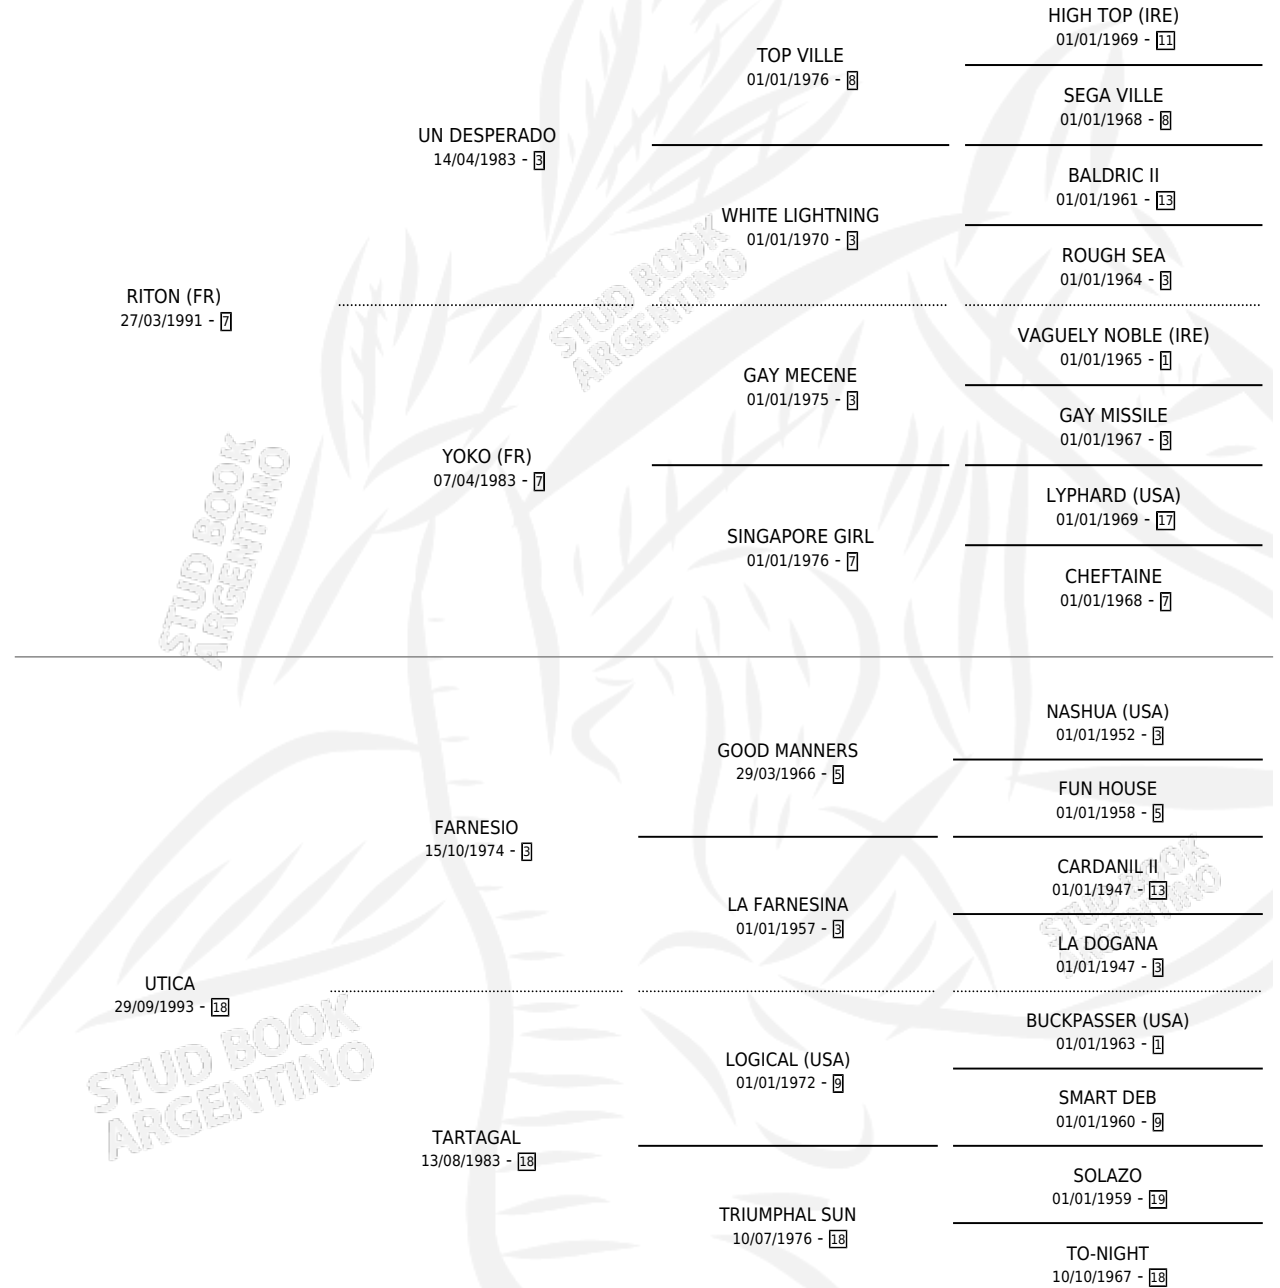 HIGH TOP (IRE)
01/01/1969 - 11
TOP VILLE
01/01/1976 - 8
SEGA VILLE
01/01/1968 - 8
UN DESPERADO
14/04/1983 - 3
BALDRIC II
01/01/1961 - 13
WHITE LIGHTNING
01/01/1970 - 3
ROUGH SEA
01/01/1964 - 3
RITON (FR)
27/03/1991 - 7
STUD BOOK
ARGENTINO
VAGUELY NOBLE (IRE)
01/01/1965 - 1
GAY MECENE
01/01/1975 - 3
GAY MISSILE
01/01/1967 - 3
YOKO (FR)
07/04/1983 - 7
LYPHARD (USA)
01/01/1969 - 17
SINGAPORE GIRL
01/01/1976 - 7
CHEFTAINE
01/01/1968 - 7
STUD BOOK
ARGENTINO
NASHUA (USA)
01/01/1952 - 3
GOOD MANNERS
29/03/1966 - 5
FUN HOUSE
01/01/1958 - 5
FARNESIO
15/10/1974 - 3
CARDANIL II
01/01/1947 - 13
LA FARNESINA
01/01/1957 - 3
STUD BOOK
ARGENTINO
LA DOGANA
01/01/1947 - 3
UTICA
29/09/1993 - 18
BUCKPASSER (USA)
01/01/1963 - 1
LOGICAL (USA)
01/01/1972 - 9
SMART DEB
01/01/1960 - 9
STUD BOOK
ARGENTINO
TARTAGAL
13/08/1983 - 18
SOLAZO
01/01/1959 - 19
TRIUMPHAL SUN
10/07/1976 - 18
TO-NIGHT
10/10/1967 - 18